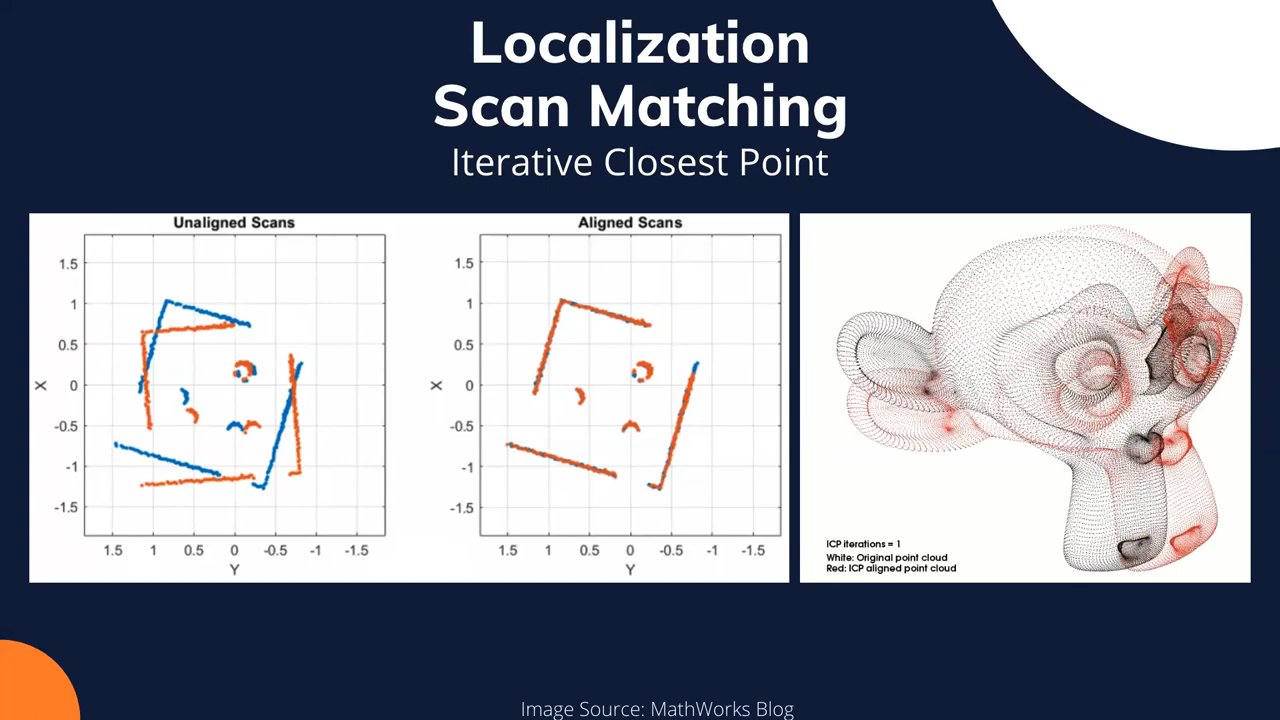 Localization
Scan Matching
Iterative Closest Point
Unaligned Scans
1.5
1
0.5
0
-0.5
-1
-1.5
X
1.5 1 0.5 0 -0.5 -1 -1.5
Y
Aligned Scans
1.5
1
0.5
0
-0.5
-1
-1.5
X
1.5 1 0.5 0 -0.5 -1 -1.5
Y
ICP iterations = 1
White: Original point cloud
Red: ICP aligned point cloud
Image Source: MathWorks Blog